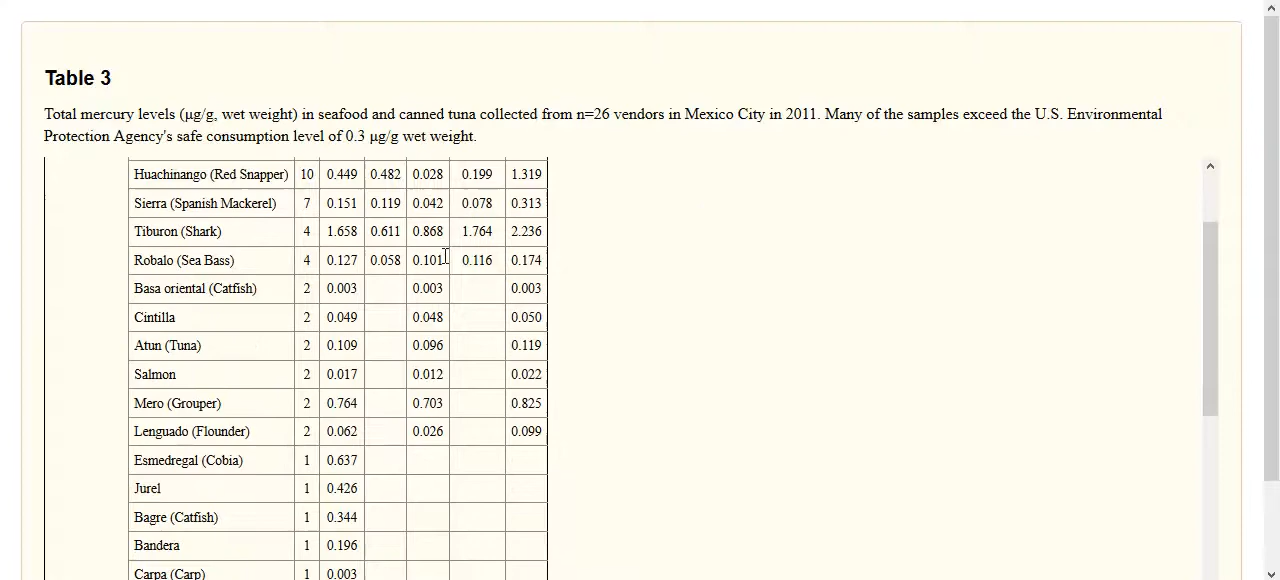 Table 3
Total mercury levels (µg/g, wet weight) in seafood and canned tuna collected from n=26 vendors in Mexico City in 2011. Many of the samples exceed the U.S. Environmental
Protection Agency's safe consumption level of 0.3 µg/g wet weight.
Huachinango (Red Snapper) 10 0.449 0.482 0.028 0.199 1.319
Sierra (Spanish Mackerel) 7 0.151 0.119 0.042 0.078 0.313
Tiburon (Shark) 4 1.658 0.611 0.868 1.764 2.236
Robalo (Sea Bass) 4 0.127 0.058 0.101 0.116 0.174
Basa oriental (Catfish) 2 0.003 0.003 0.003
Cintilla 2 0.049 0.048 0.050
Atun (Tuna) 2 0.109 0.096 0.119
Salmon 2 0.017 0.012 0.022
Mero (Grouper) 2 0.764 0.703 0.825
Lenguado (Flounder) 2 0.062 0.026 0.099
Esmedregal (Cobia) 1 0.637
Jurel 1 0.426
Bagre (Catfish) 1 0.344
Bandera 1 0.196
Carpa (Carp) 1 0.003